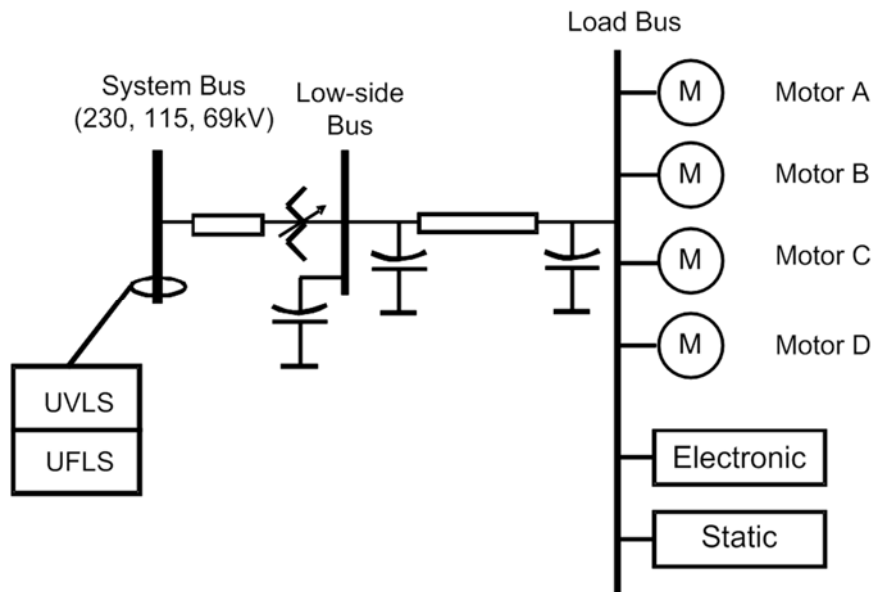 Load Bus
System Bus
(230, 115, 69kV)
Low-side
Bus
M
Motor A
M
Motor B
M
Motor C
M
Motor D
UVLS
UFLS
Electronic
Static